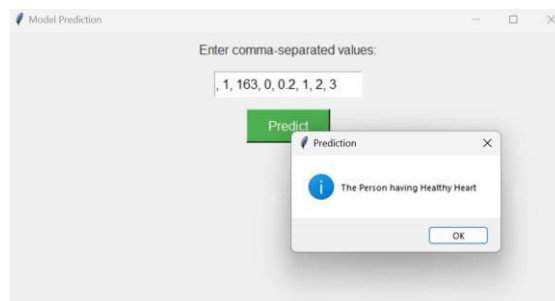 Model Prediction
Enter comma-separated values:
, 1, 163, 0, 0.2, 1, 2, 3
Predict
Prediction
The Person having Healthy Heart
OK